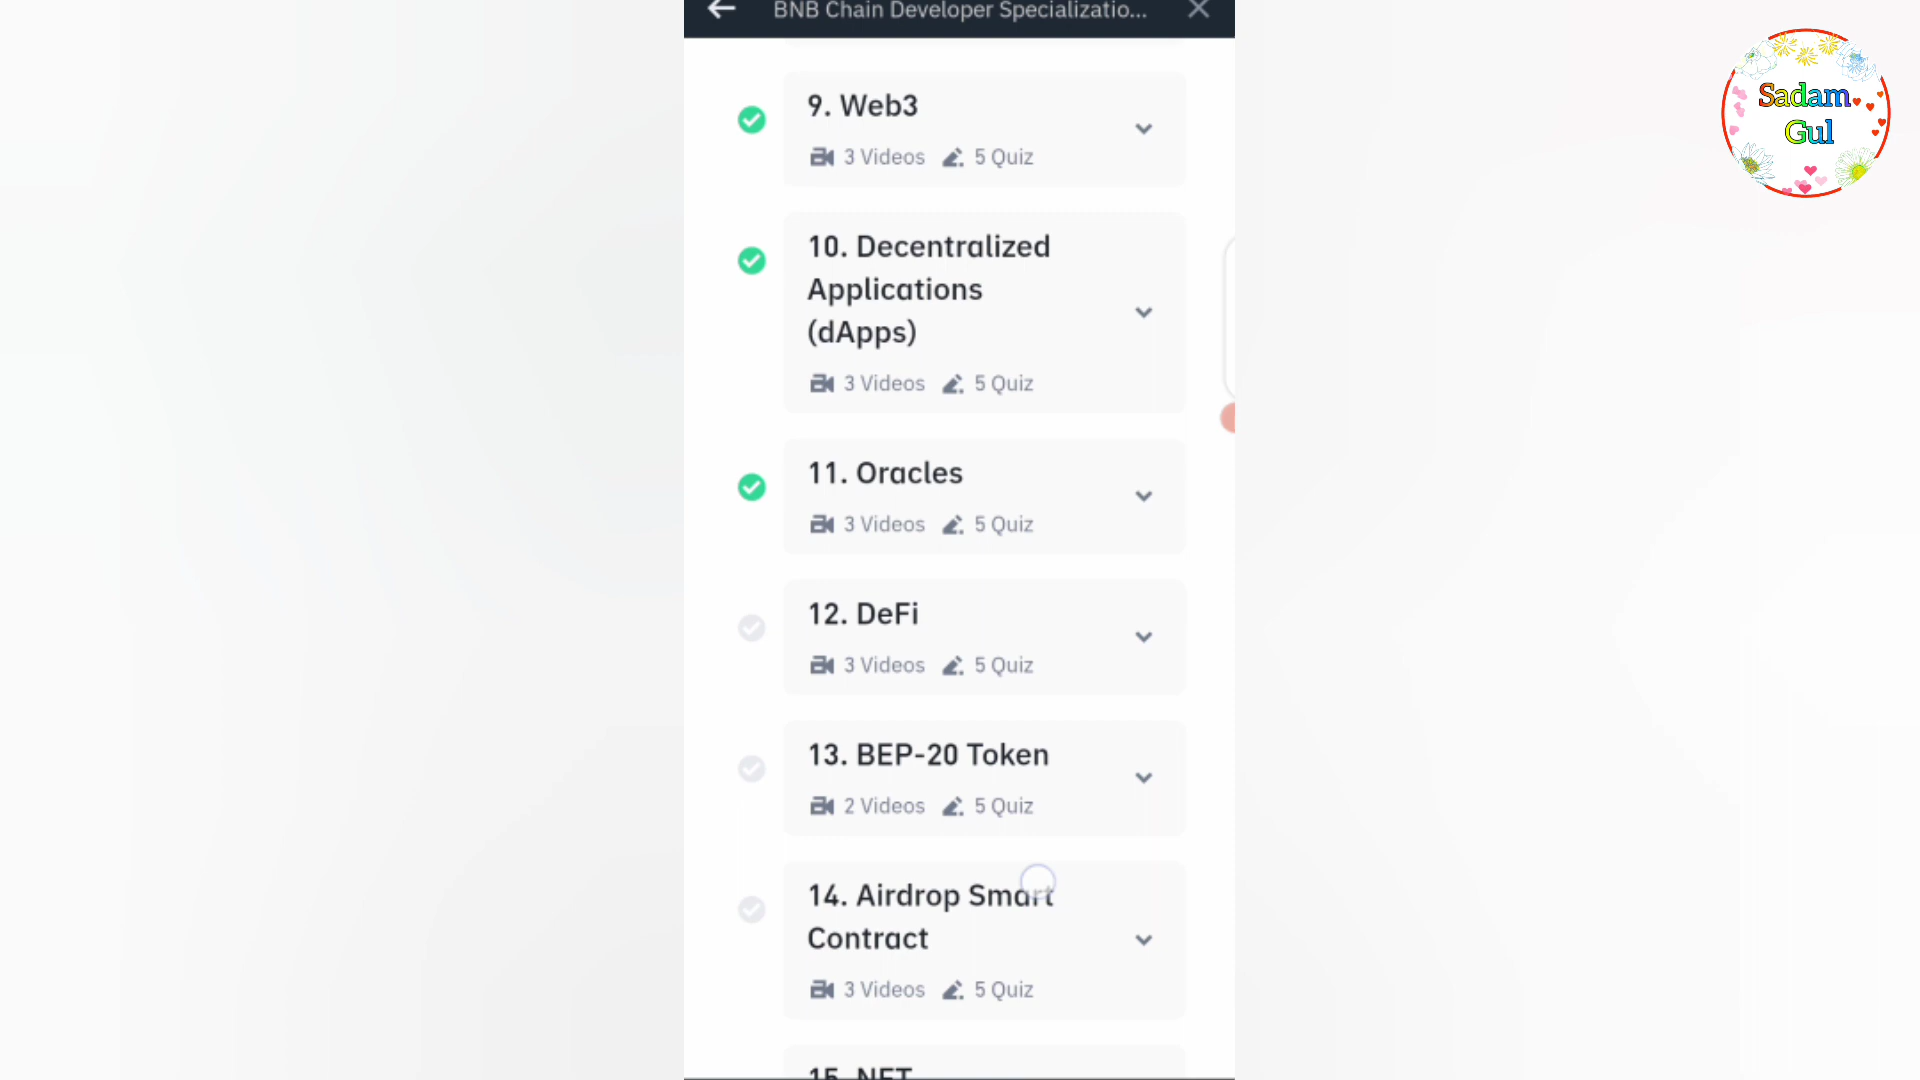 BNB Chain Developer Specializatio...
Sadam
Gul
9. Web3
3 Videos 5 Quiz
10. Decentralized
Applications
(dApps)
3 Videos 5 Quiz
11. Oracles
3 Videos 5 Quiz
12. DeFi
3 Videos 5 Quiz
13. BEP-20 Token
2 Videos 5 Quiz
14. Airdrop Smart
Contract
3 Videos 5 Quiz
15. NFT